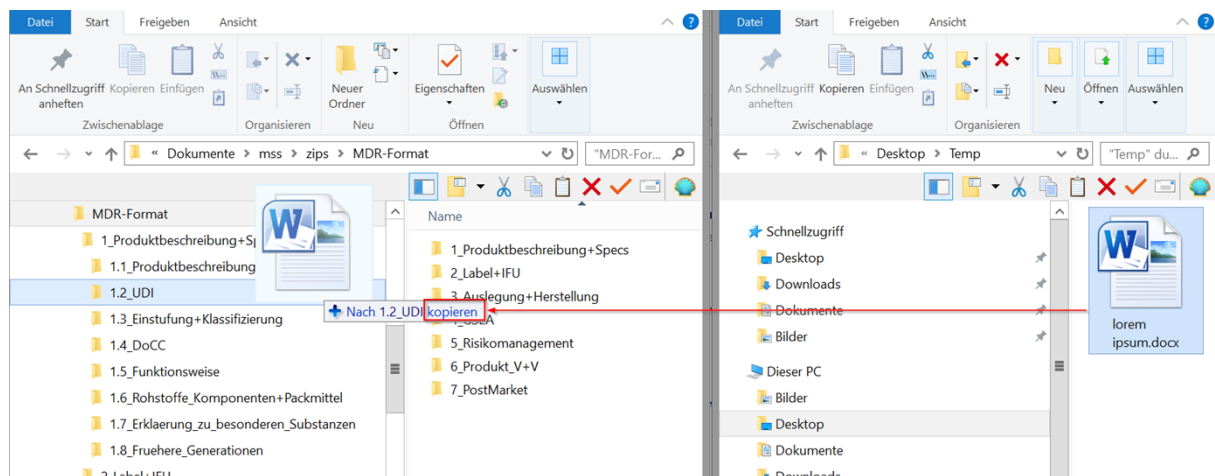 Datei Start Freigeben Ansicht
An Schnellzugriff anheften
Kopieren
Einfügen
Neuer Ordner
Eigenschaften
Auswählen
Zwischenablage Organisieren Neu Öffnen
« Dokumente > mss > zips > MDR-Format
"MDR-For...
MDR-Format
1_Produktbeschreibung+Sp
1.1_Produktbeschreibung
1.2_UDI
1.3_Einstufung+Klassifizierung
1.4_DoCC
1.5_Funktionsweise
1.6_Rohstoffe_Komponenten+Packmittel
1.7_Erklaerung_zu_besonderen_Substanzen
1.8_Fruehere_Generationen
2_Label+IFU
W
Nach 1.2_UDI kopieren
Name
1_Produktbeschreibung+Specs
2_Label+IFU
3_Auslegung+Herstellung
5_Risikomanagement
6_Produkt_V+V
7_PostMarket
Datei Start Freigeben Ansicht
An Schnellzugriff anheften
Kopieren
Einfügen
Neu
Öffnen
Auswählen
Zwischenablage Organisieren
« Desktop > Temp
"Temp" du...
Schnellzugriff
Desktop
Downloads
Dokumente
Bilder
Dieser PC
Bilder
Desktop
Dokumente
Downloads
W
lorem
ipsum.docx